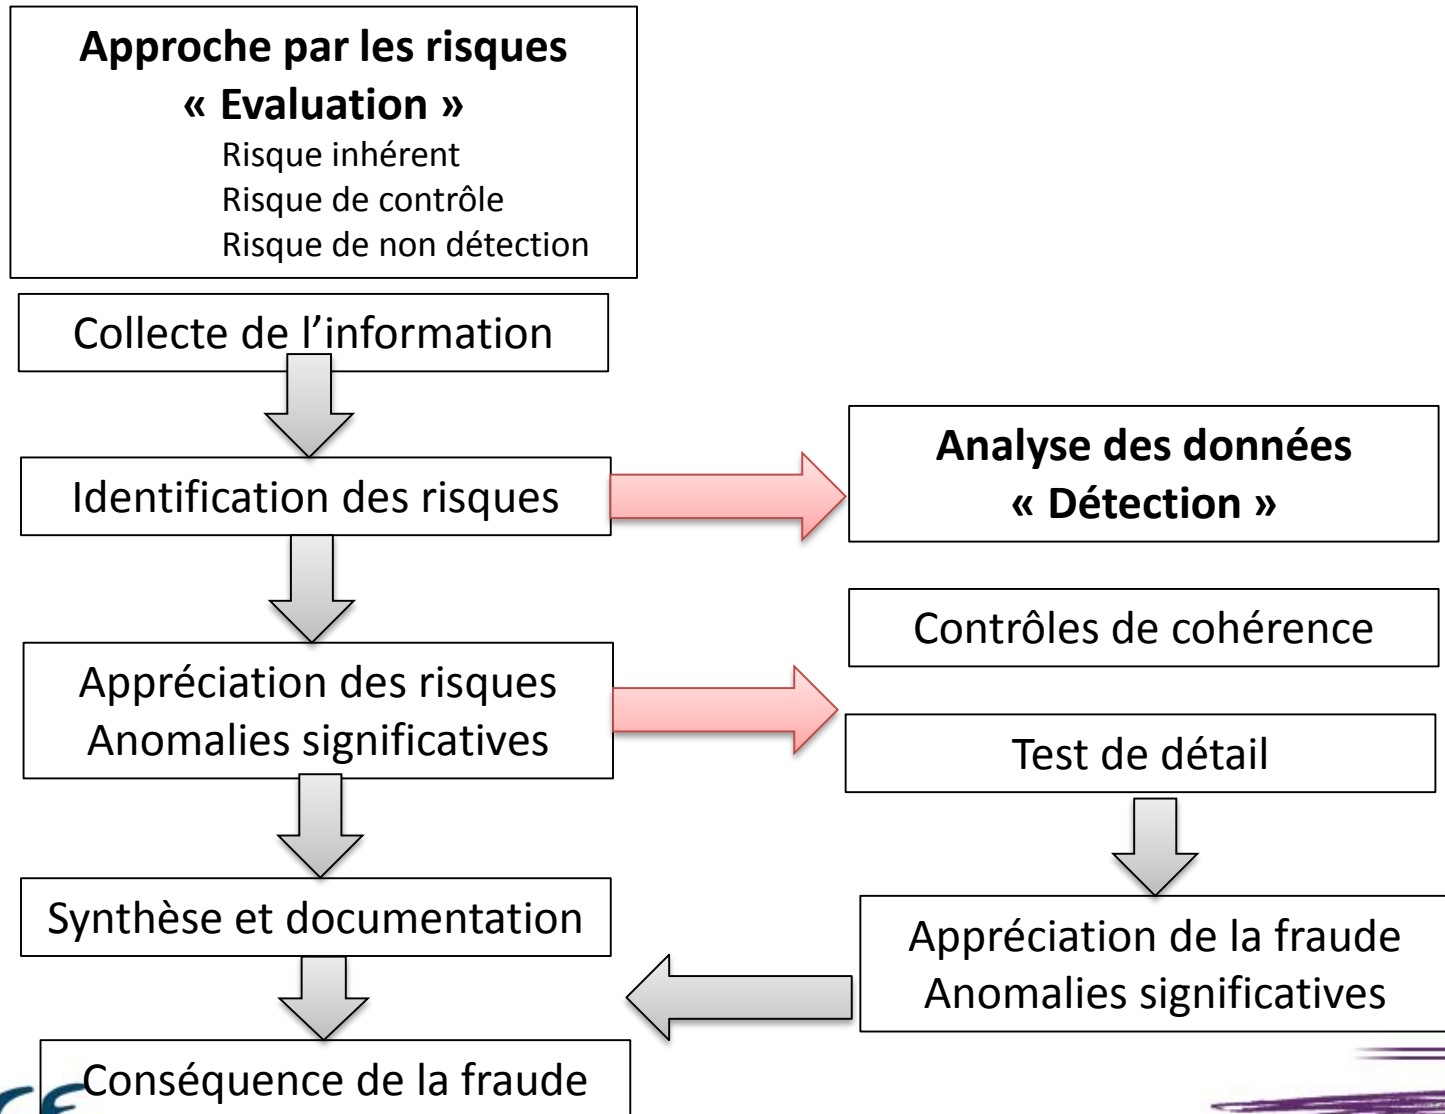 Approche par les risques
« Evaluation »
Risque inhérent
Risque de contrôle
Risque de non détection
Collecte de l’information
Identification des risques
Appréciation des risques
Anomalies significatives
Synthèse et documentation
Conséquence de la fraude
Analyse des données
« Détection »
Contrôles de cohérence
Test de détail
Appréciation de la fraude
Anomalies significatives